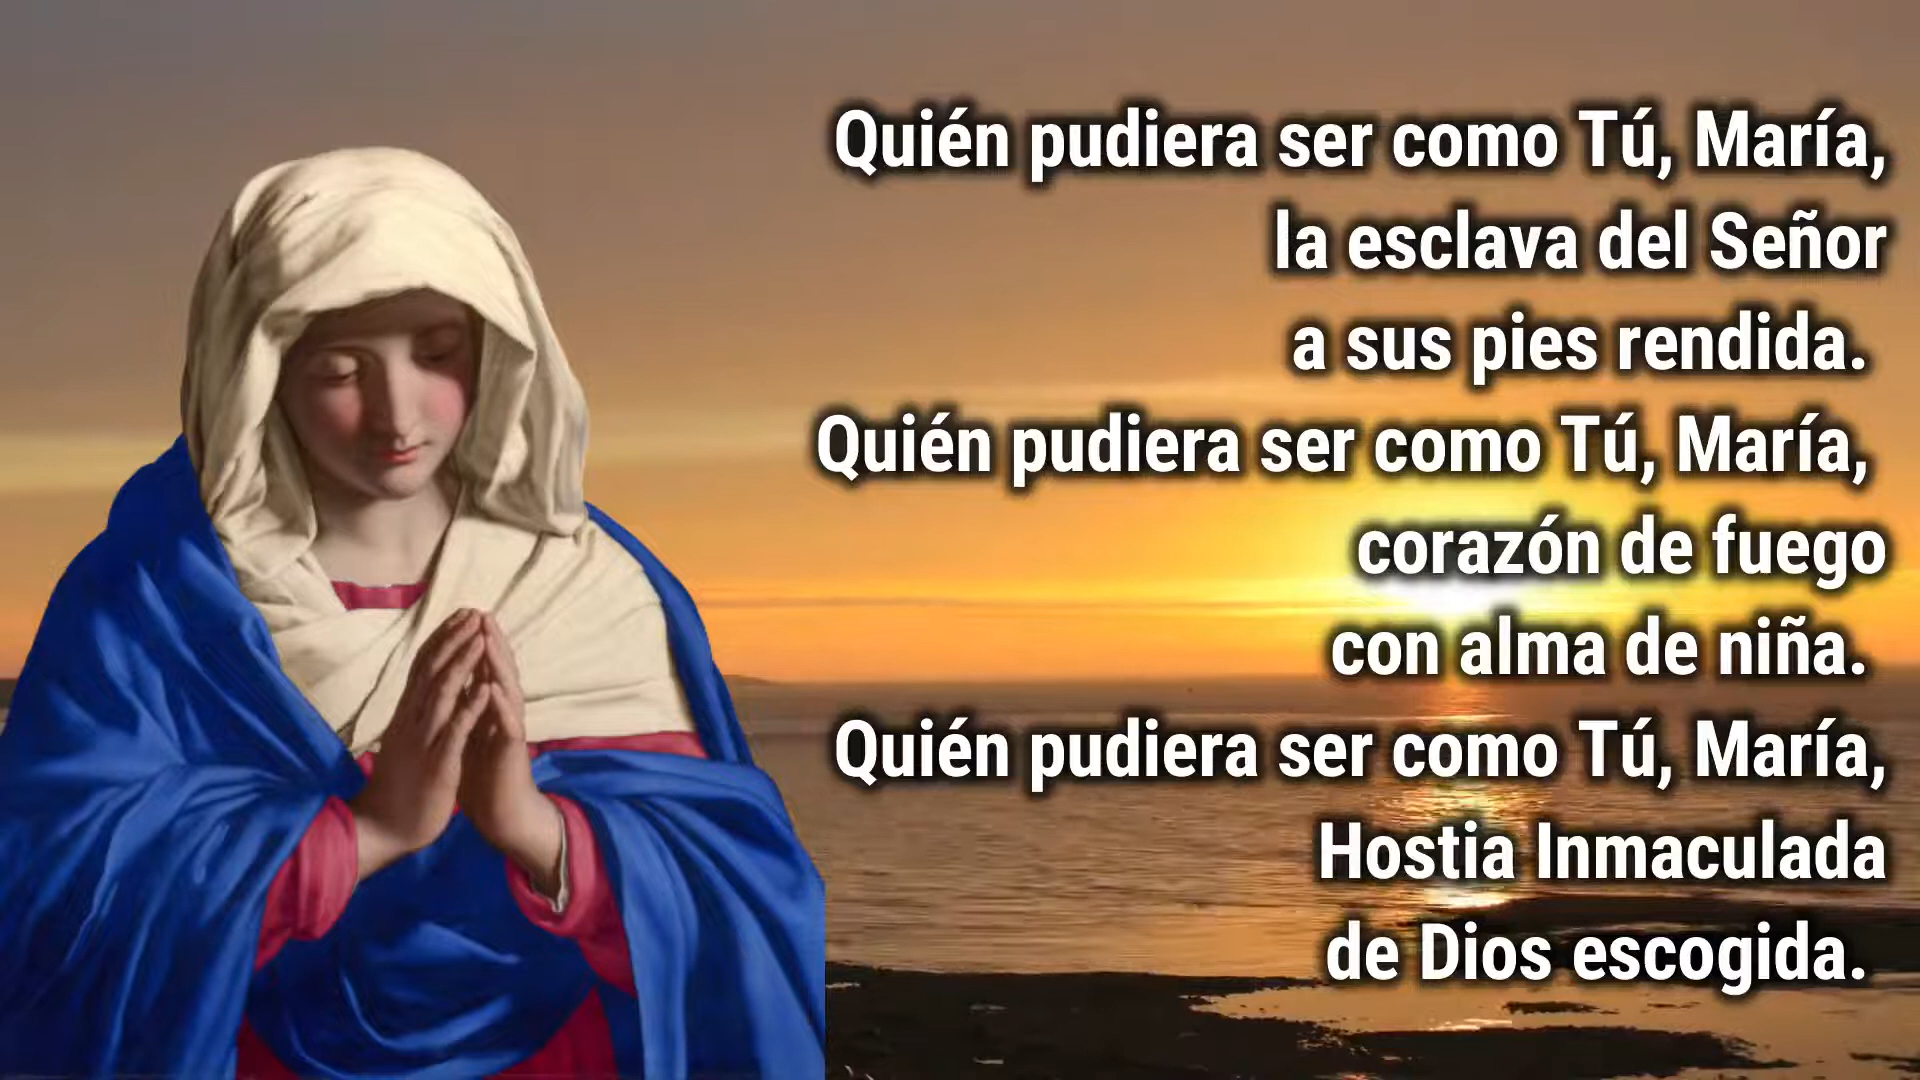 Quién pudiera ser como Tú, María,
la esclava del Señor
a sus pies rendida.
Quién pudiera ser como Tú, María,
corazón de fuego
con alma de niña.
Quién pudiera ser como Tú, María,
Hostia Inmaculada
de Dios escogida.